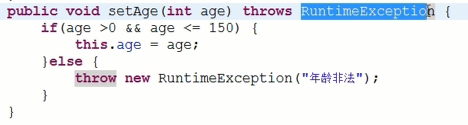 public void setAge(int age) throws RuntimeException {
if(age >0 && age <= 150) {
this.age = age;
}else {
throw new RuntimeException("年龄非法");
}
}